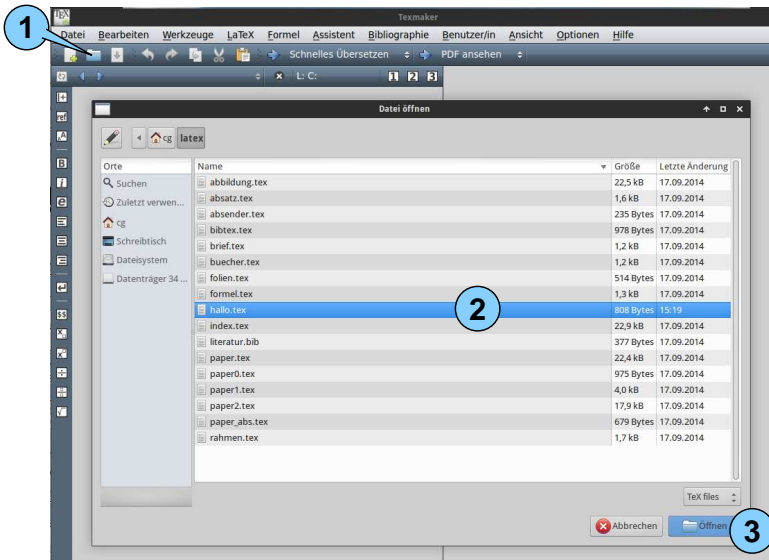 TEX
Texmaker
1
Datei Bearbeiten Werkzeuge LaTeX Formel Assistent Bibliographie Benutzer/in Ansicht Optionen Hilfe
Schnelles Übersetzen PDF ansehen
L: C: 1 2 3
Datei öffnen
cg latex
Orte
Suchen
Zuletzt verwen...
cg
Schreibtisch
Dateisystem
Datenträger 34 ...
Name Größe Letzte Änderung
abbildung.tex 22,5 kB 17.09.2014
absatz.tex 1,6 kB 17.09.2014
absender.tex 235 Bytes 17.09.2014
bibtex.tex 978 Bytes 17.09.2014
brief.tex 1,2 kB 17.09.2014
buecher.tex 1,2 kB 17.09.2014
folien.tex 514 Bytes 17.09.2014
formel.tex 1,3 kB 17.09.2014
hallo.tex 2 808 Bytes 15:19
index.tex 22,9 kB 17.09.2014
literatur.bib 377 Bytes 17.09.2014
paper.tex 22,4 kB 17.09.2014
paper0.tex 975 Bytes 17.09.2014
paper1.tex 4,0 kB 17.09.2014
paper2.tex 17,9 kB 17.09.2014
paper_abs.tex 679 Bytes 17.09.2014
rahmen.tex 1,7 kB 17.09.2014
TeX files
Abbrechen Öffnen 3
ref
A
B
I
e
$$